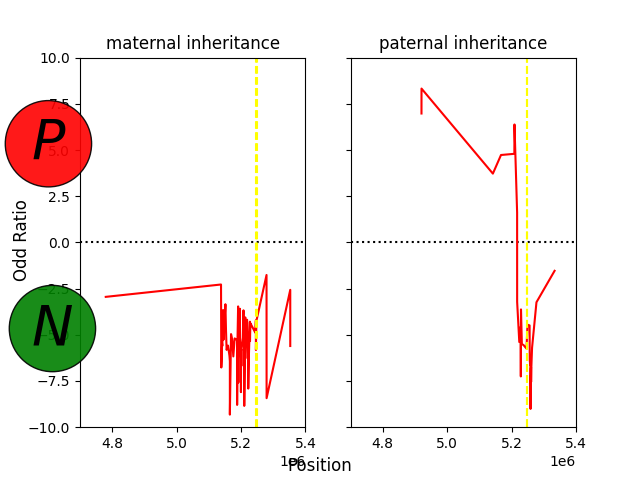 maternal inheritance
paternal inheritance
10.0
7.5
5.0
2.5
0.0
−2.5
−5.0
−7.5
−10.0
P
N
Odd Ratio
4.8 5.0 5.2 5.4
1e6
4.8 5.0 5.2 5.4
1e6
Position